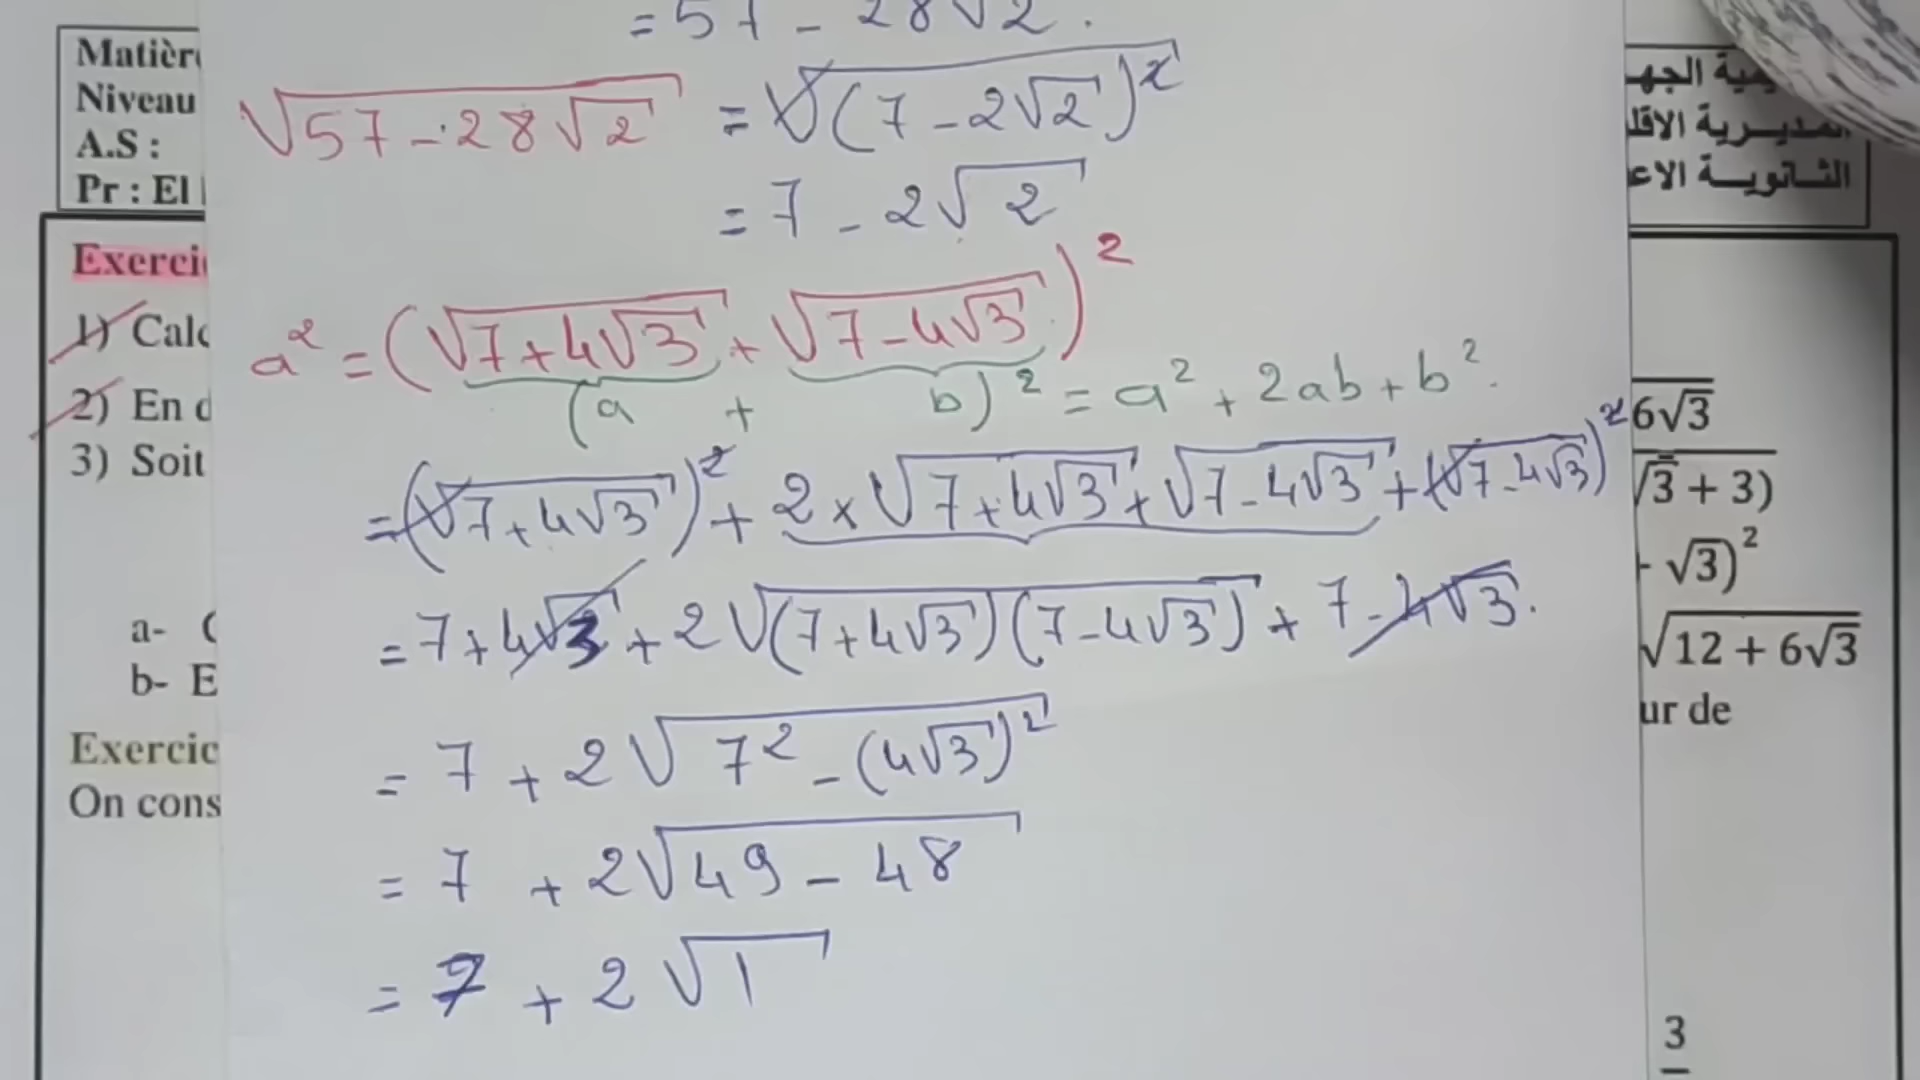 = 57 - 28√2.
Matièr
Niveau
A.S :
Pr : El
المديرية الاقل
√57 - 28√2 = √(7 - 2√2)²
= 7 - 2√2
Exerci
1) Calc
2) En d
3) Soit
a² = (√7+4√3 + √7-4√3)²
(a + b)² = a² + 2ab + b².
= (√7+4√3)² + 2 × √7+4√3 + √7-4√3 + (√7-4√3)²
= 7 + 4√3 + 2√(7+4√3)(7-4√3) + 7 - 4√3.
= 7 + 2√7² - (4√3)²
= 7 + 2√49 - 48
= 7 + 2√1
6√3
√3 + 3)
- √3)²
√12 + 6√3
a-
b- E
ur de
Exercic
On cons
3